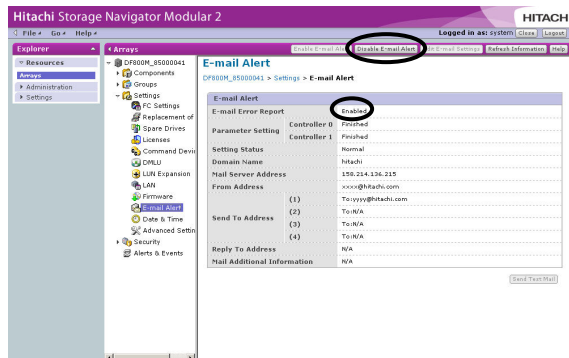 Hitachi Storage Navigator Modular 2
HITACH
File Go Help
Logged in as: system Close Logout
Explorer
Arrays
Enable E-mail Disable E-mail Alert E-mail Settings Refresh Information Help
Resources
Arrays
Administration
Settings
DF800M_85000041
Components
Groups
Settings
FC Settings
Replacement of
Spare Drives
Licenses
Command Devi
DMLU
LUN Expansion
LAN
Firmware
E-mail Alert
Date & Time
Advanced Settin
Security
Alerts & Events
E-mail Alert
DF800M_85000041 > Settings > E-mail Alert
E-mail Alert
E-mail Error Report Enabled
Parameter Setting Controller 0 Finished
Controller 1 Finished
Setting Status Normal
Domain Name hitachi
Mail Server Address 158.214.136.215
From Address xxxx@hitachi.com
Send To Address (1) To:yyyy@hitachi.com
(2) To:N/A
(3) To:N/A
(4) To:N/A
Reply To Address N/A
Mail Additional Information N/A
Send Test Mail